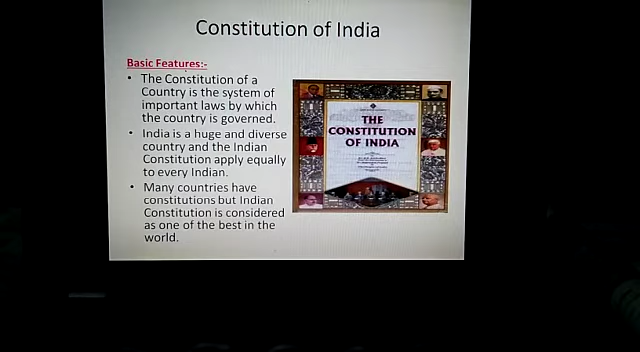 Constitution of India
Basic Features:-
• The Constitution of a
Country is the system of
important laws by which
the country is governed.
• India is a huge and diverse
country and the Indian
Constitution apply equally
to every Indian.
• Many countries have
constitutions but Indian
Constitution is considered
as one of the best in the
world.
THE
CONSTITUTION
OF INDIA